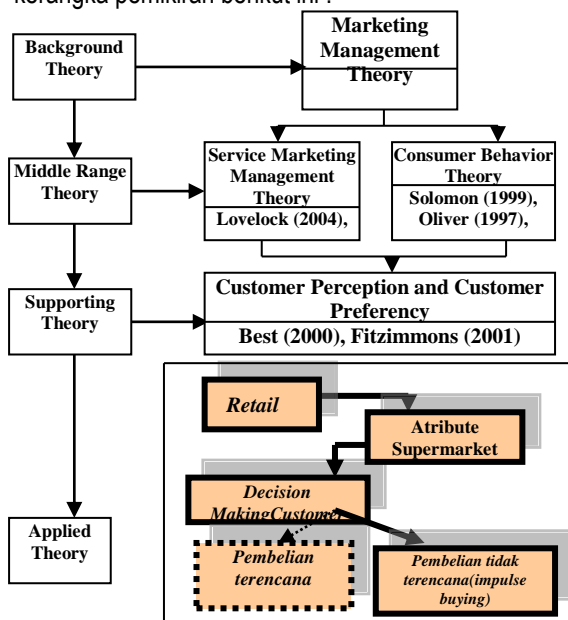 kerangka pemikiran berikut ini :
Background
Theory
Marketing
Management
Theory
Middle Range
Theory
Service Marketing
Management
Theory
Lovelock (2004),
Consumer Behavior
Theory
Solomon (1999),
Oliver (1997),
Supporting
Theory
Customer Perception and Customer
Preferency
Best (2000), Fitzimmons (2001)
Retail
Atribute
Supermarket
Decision
MakingCustomer
Applied
Theory
Pembelian
terencana
Pembelian tidak
terencana(impulse
buying)